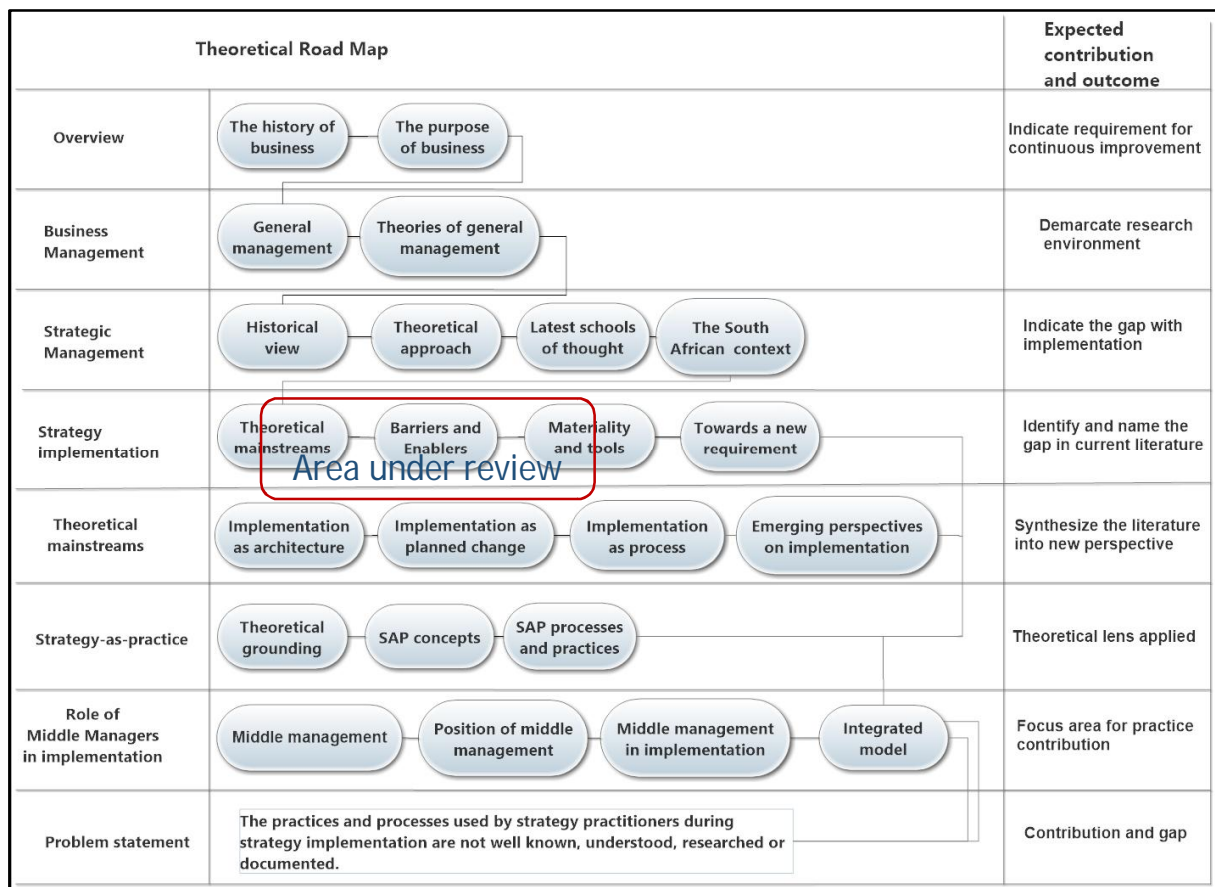 Theoretical Road Map
Expected
contribution
and outcome
Overview
The history of
business
The purpose
of business
Indicate requirement for
continuous improvement
Business
Management
General
management
Theories of general
management
Demarcate research
environment
Strategic
Management
Historical
view
Theoretical
approach
Latest schools
of thought
The South
African context
Indicate the gap with
implementation
Strategy
implementation
Theoretical
mainstreams
Barriers and
Enablers
Materiality
and tools
Towards a new
requirement
Identify and name the
gap in current literature
Area under review
Theoretical
mainstreams
Implementation
as architecture
Implementation as
planned change
Implementation
as process
Emerging perspectives
on implementation
Synthesize the literature
into new perspective
Strategy-as-practice
Theoretical
grounding
SAP concepts
SAP processes
and practices
Theoretical lens applied
Role of
Middle Managers
in implementation
Middle management
Position of middle
management
Middle management
in implementation
Integrated
model
Focus area for practice
contribution
Problem statement
The practices and processes used by strategy practitioners during
strategy implementation are not well known, understood, researched or
documented.
Contribution and gap